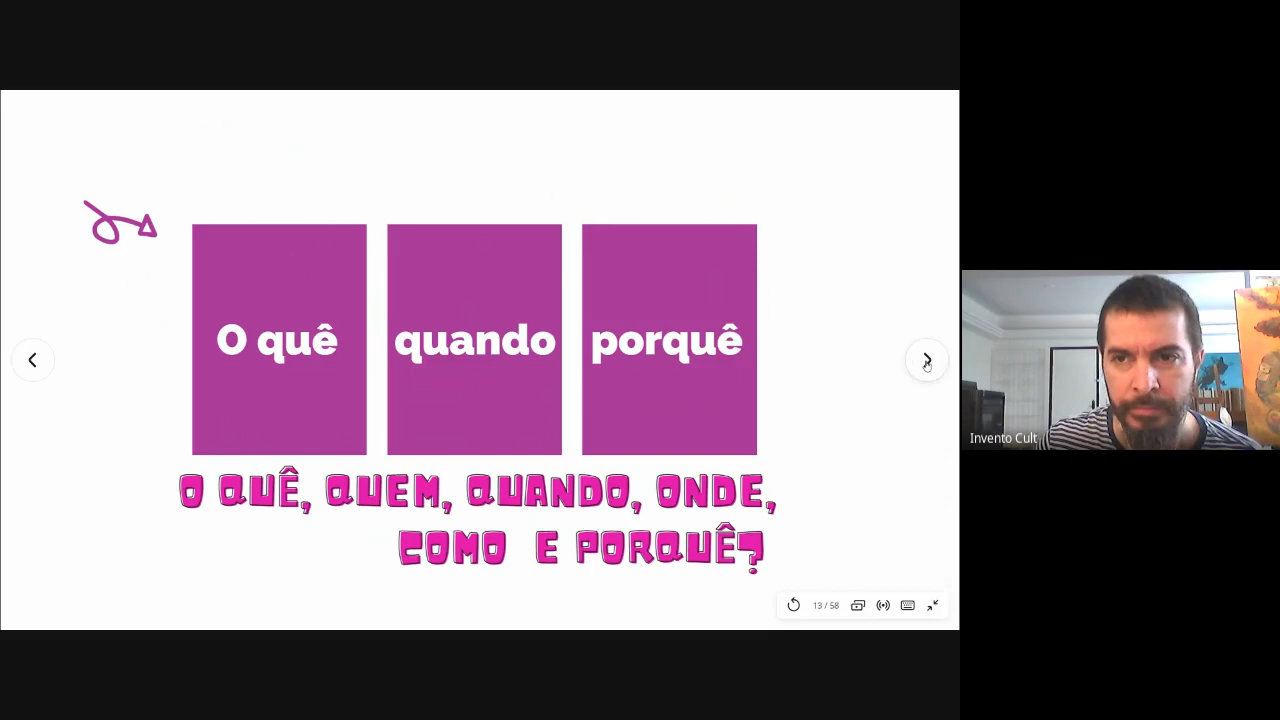 O quê
quando
porquê
O QUÊ, QUEM, QUANDO, ONDE,
COMO E PORQUÊ?
13 / 58
Invento Cult